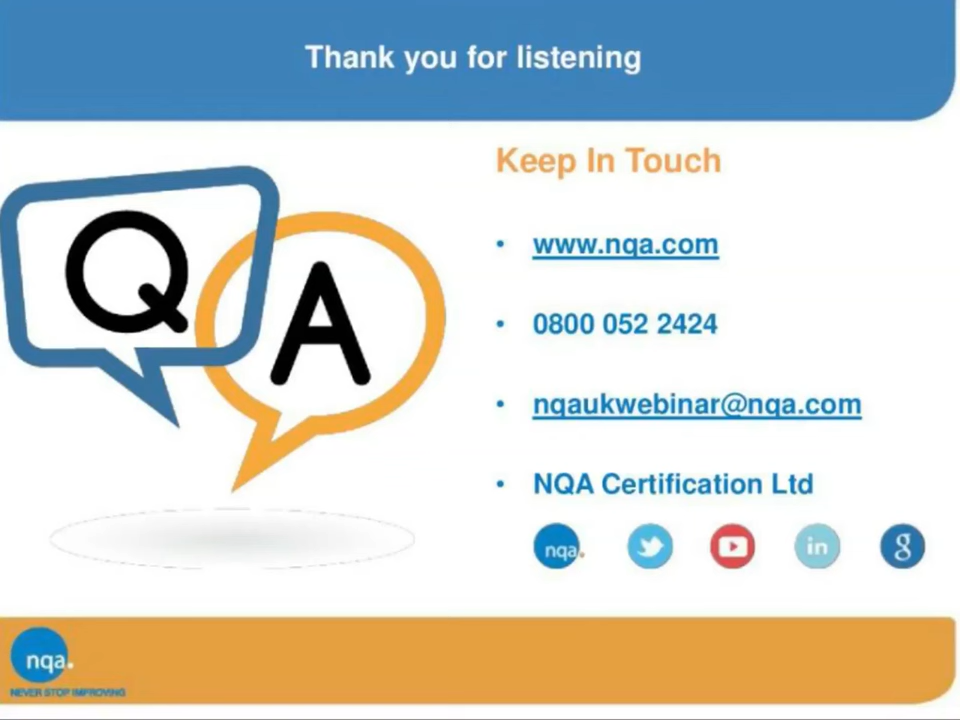 Thank you for listening
Keep In Touch
Q
A
• www.nqa.com
• 0800 052 2424
• nqaukwebinar@nqa.com
• NQA Certification Ltd
nqa.
in
g
nqa.
NEVER STOP IMPROVING